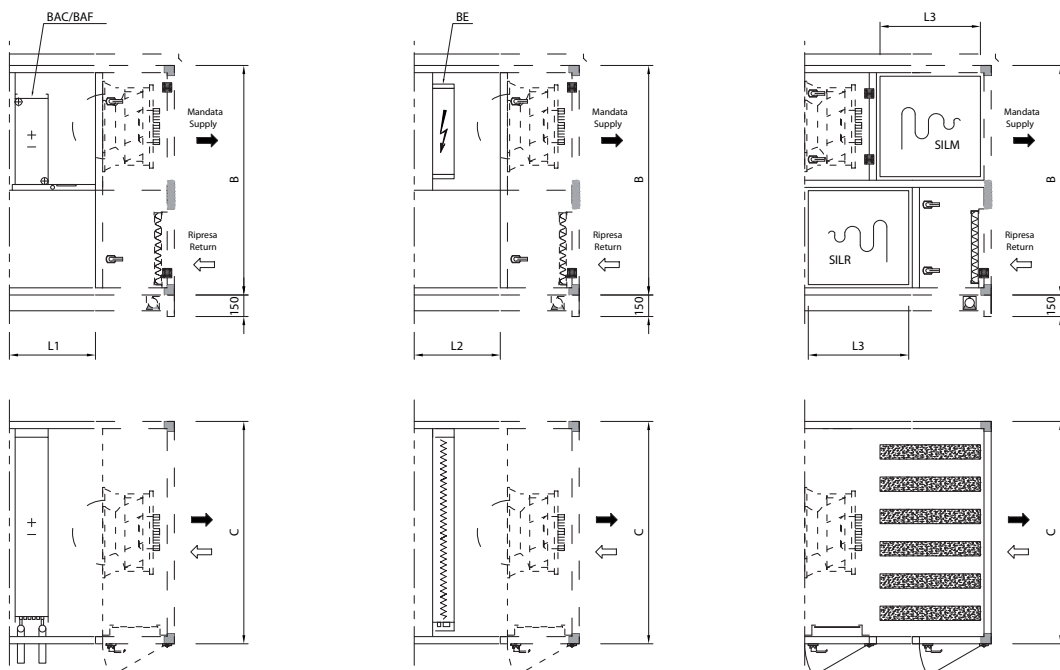 BAC/BAF
BE
L3
Mandata
Supply
B
Mandata
Supply
B
Mandata
Supply
B
SILM
Ripresa
Return
Ripresa
Return
Ripresa
Return
SILR
150
150
150
L1
L2
L3
C
C
C